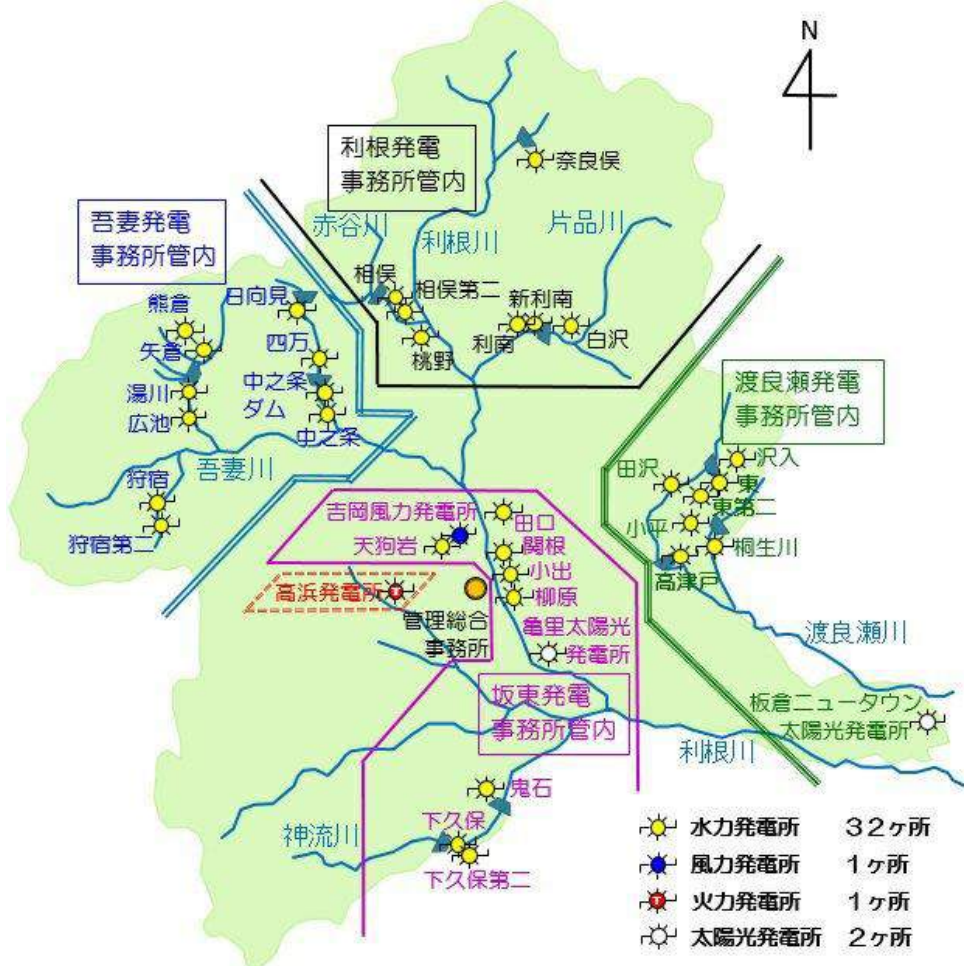 N
利根発電
事務所管内
奈良俣
赤谷川
利根川
片品川
吾妻発電
事務所管内
相俣
相俣第二
新利南
熊倉
日向見
利南
白沢
桃野
矢倉
四万
湯川
中之条
ダム
広池
中之条
吾妻川
渡良瀬発電
事務所管内
沢入
田沢
東
東第二
狩宿
狩宿第二
小平
桐生川
高津戸
吉岡風力発電所
田口
天狗岩
関根
小出
高浜発電所
T
柳原
管理総合
事務所
亀里太陽光
発電所
渡良瀬川
坂東発電
事務所管内
板倉ニュータウン
太陽光発電所
利根川
鬼石
神流川
下久保
下久保第二
水力発電所 32ヶ所
風力発電所 1ヶ所
T 火力発電所 1ヶ所
太陽光発電所 2ヶ所